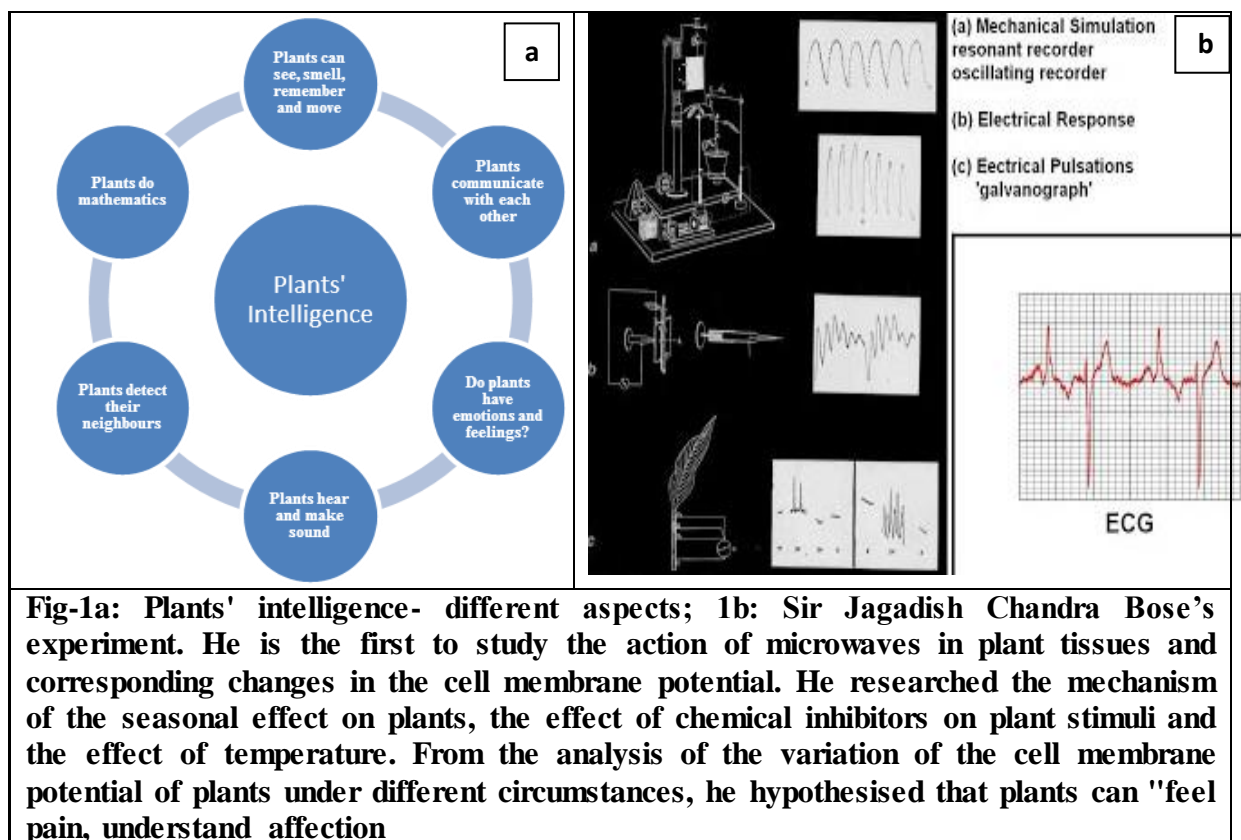 a
Plants can
see, smell,
remember
and move
Plants
communicate
with each
other
Do plants
have
emotions and
feelings?
Plants hear
and make
sound
Plants detect
their
neighbours
Plants do
mathematics
Plants'
Intelligence
b
(a) Mechanical Simulation
resonant recorder
oscillating recorder
(b) Electrical Response
(c) Eectrical Pulsations
'galvanograph'
a
b
c
ECG
Fig-1a: Plants' intelligence- different aspects; 1b: Sir Jagadish Chandra Bose’s
experiment. He is the first to study the action of microwaves in plant tissues and
corresponding changes in the cell membrane potential. He researched the mechanism
of the seasonal effect on plants, the effect of chemical inhibitors on plant stimuli and
the effect of temperature. From the analysis of the variation of the cell membrane
potential of plants under different circumstances, he hypothesised that plants can "feel
pain, understand affection